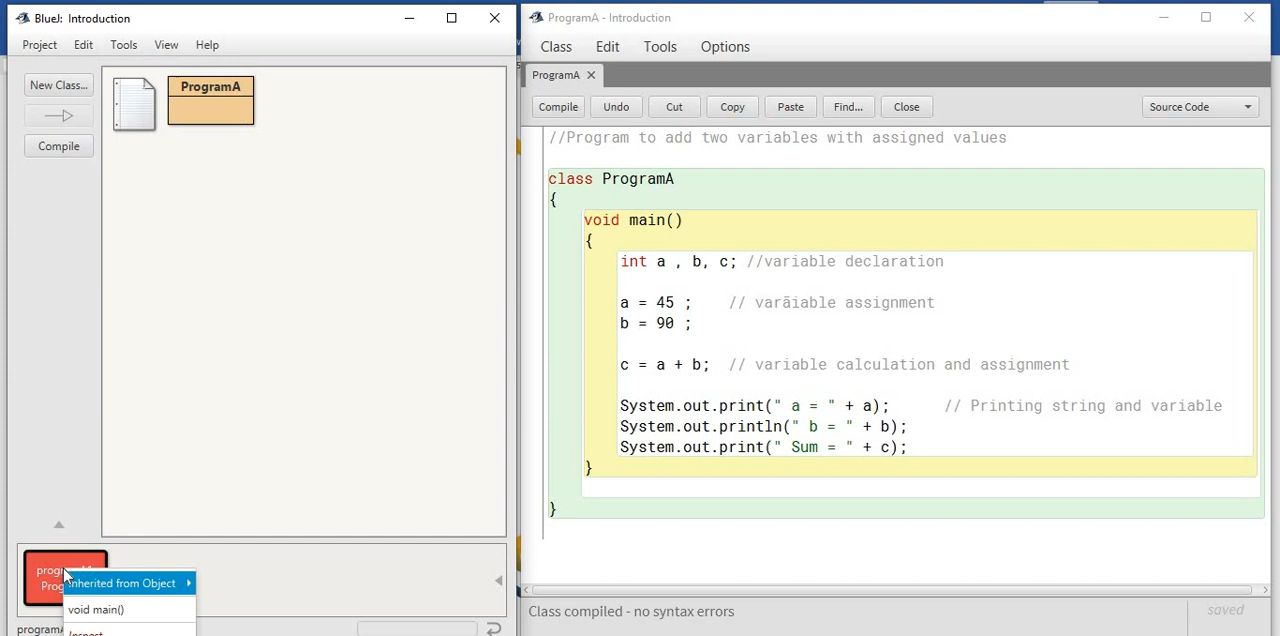 BlueJ: Introduction
Project Edit Tools View Help
New Class...
Compile
ProgramA
ProgramA - Introduction
Class Edit Tools Options
ProgramA
Compile Undo Cut Copy Paste Find... Close Source Code
//Program to add two variables with assigned values
class ProgramA
{
void main()
{
int a , b, c; //variable declaration
a = 45 ; // varāiable assignment
b = 90 ;
c = a + b; // variable calculation and assignment
System.out.print(" a = " + a); // Printing string and variable
System.out.println(" b = " + b);
System.out.print(" Sum = " + c);
}
}
Inherited from Object
void main()
Inspect
Class compiled - no syntax errors
saved